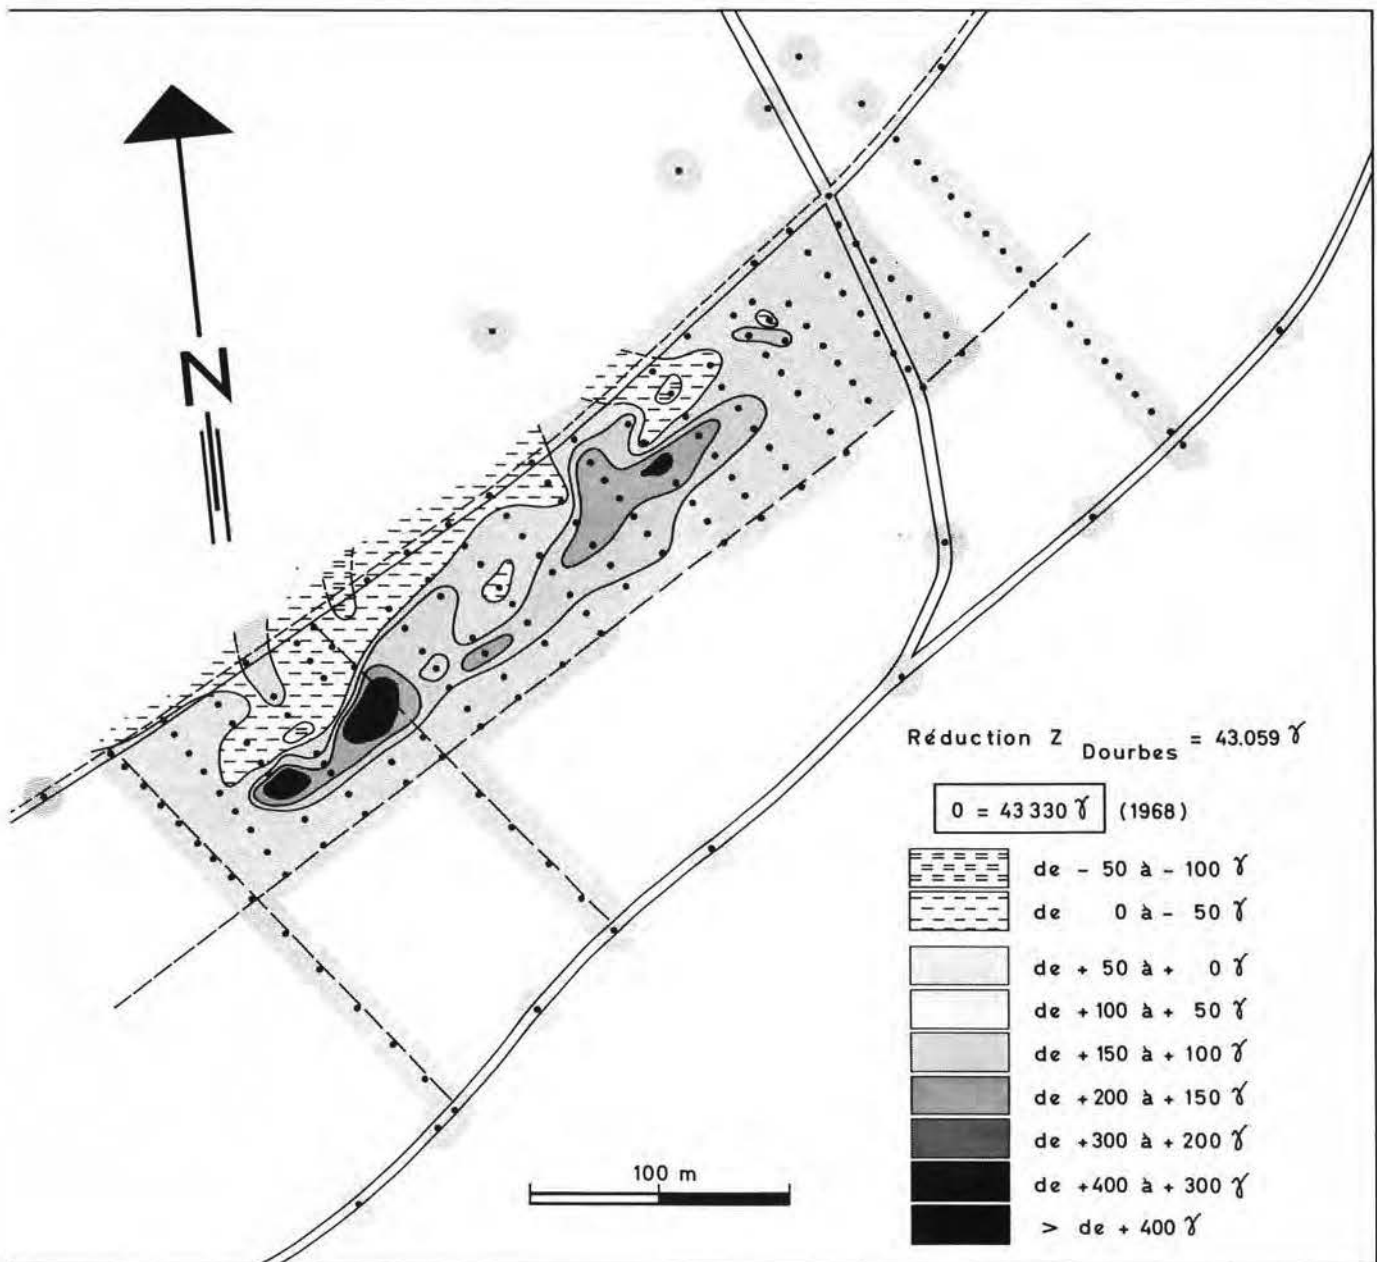 N
Réduction Z Dourbes = 43.059 γ
0 = 43 330 γ (1968)
de - 50 à - 100 γ
de 0 à - 50 γ
de + 50 à + 0 γ
de +100 à + 50 γ
de +150 à +100 γ
de +200 à +150 γ
de +300 à +200 γ
de +400 à +300 γ
> de + 400 γ
100 m